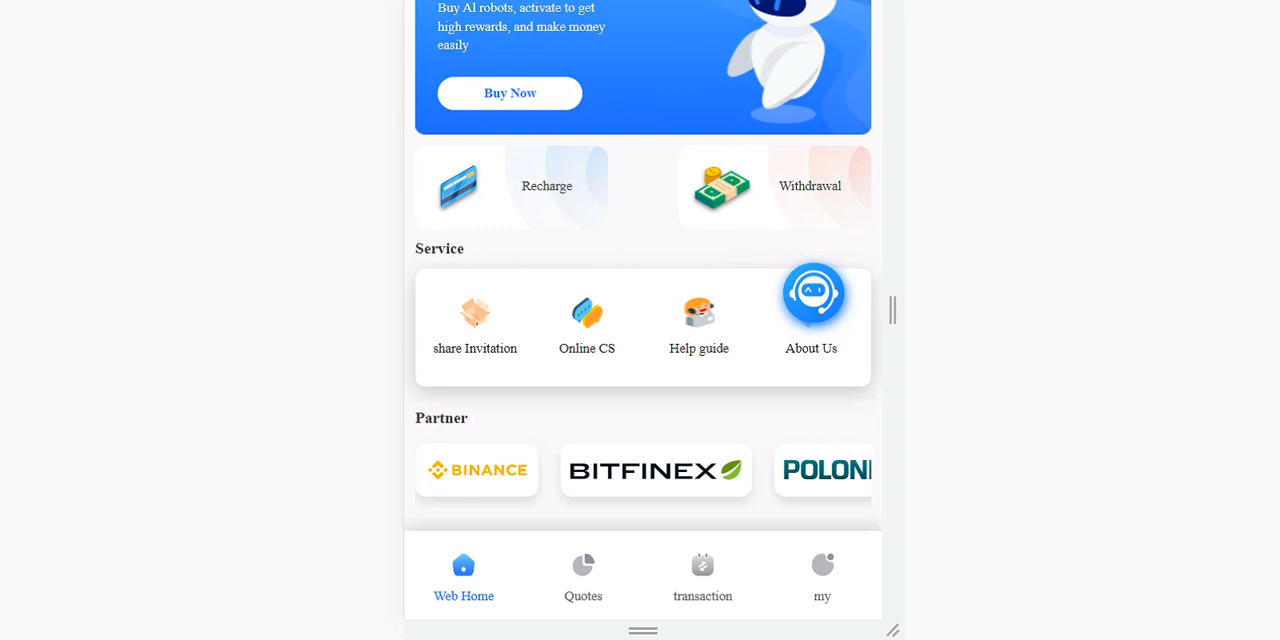 Buy AI robots, activate to get
high rewards, and make money
easily
Buy Now
Recharge
Withdrawal
Service
share Invitation
Online CS
Help guide
About Us
Partner
BINANCE
BITFINEX
POLONI
Web Home
Quotes
transaction
my